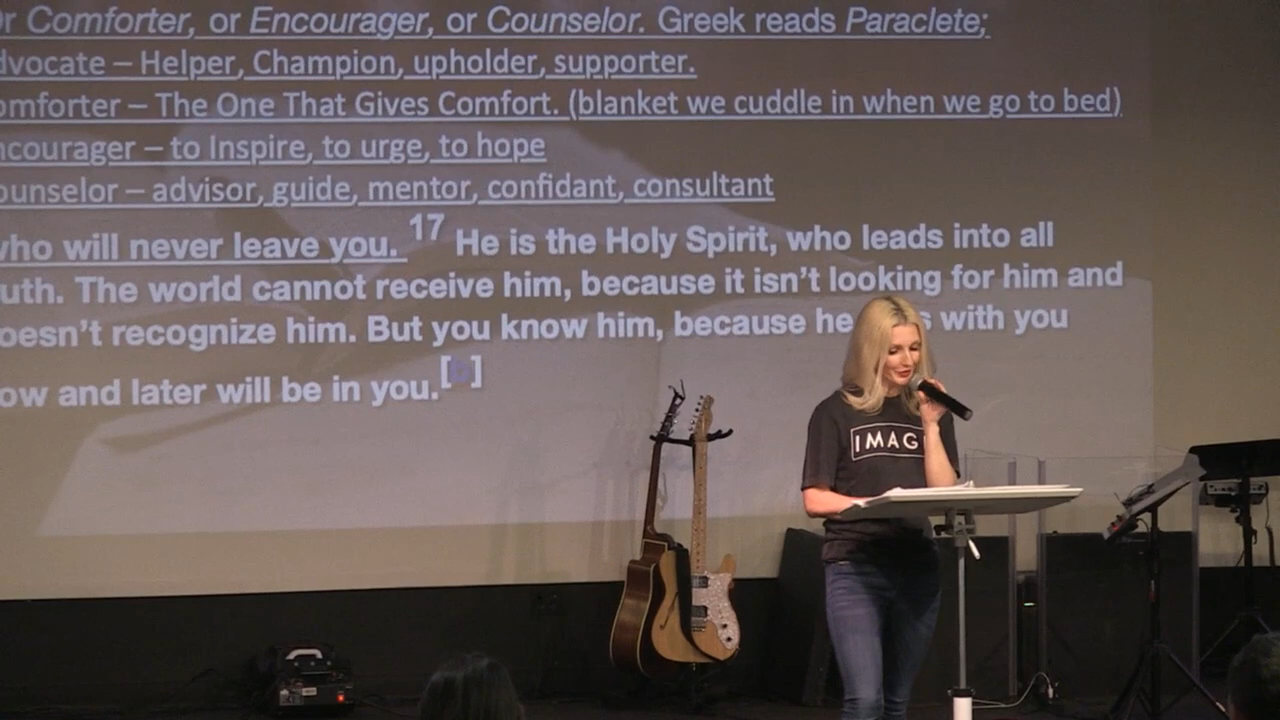 r Comforter, or Encourager, or Counselor. Greek reads Paraclete;
dvocate – Helper, Champion, upholder, supporter.
omforter – The One That Gives Comfort. (blanket we cuddle in when we go to bed)
ncourager – to Inspire, to urge, to hope
ounselor – advisor, guide, mentor, confidant, consultant
who will never leave you. 17 He is the Holy Spirit, who leads into all
uth. The world cannot receive him, because it isn't looking for him and
oesn't recognize him. But you know him, because he s with you
ow and later will be in you.[b]
IMAG